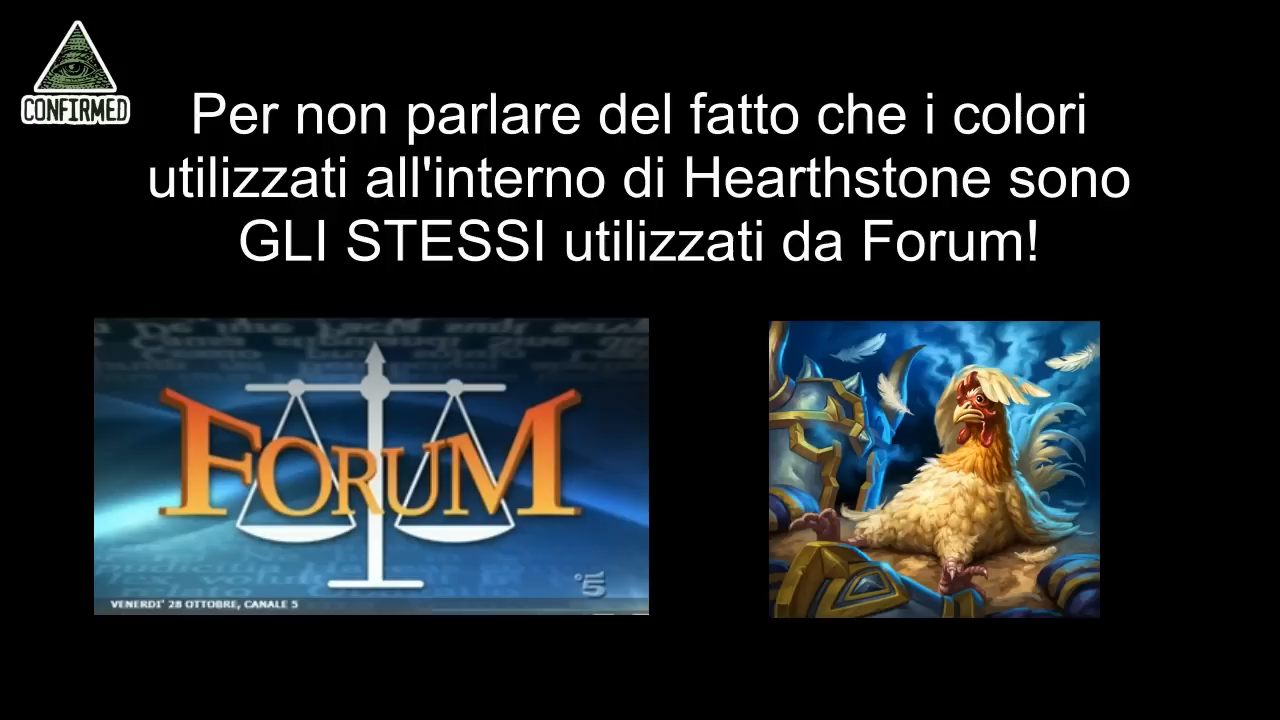 CONFIRMED
Per non parlare del fatto che i colori
utilizzati all'interno di Hearthstone sono
GLI STESSI utilizzati da Forum!
FORUM
5
VENERDI' 28 OTTOBRE, CANALE 5